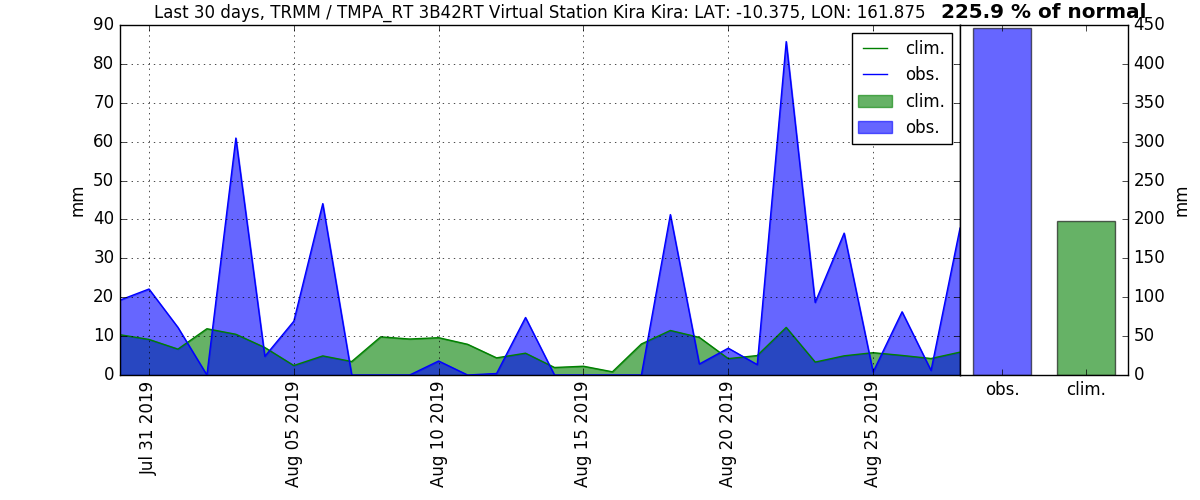 Last 30 days, TRMM / TMPA_RT 3B42RT Virtual Station Kira Kira: LAT: -10.375, LON: 161.875
225.9 % of normal
90
80
70
60
50
40
30
20
10
0
mm
clim.
obs.
clim.
obs.
Jul 31 2019
Aug 05 2019
Aug 10 2019
Aug 15 2019
Aug 20 2019
Aug 25 2019
450
400
350
300
250
200
150
100
50
0
mm
obs.
clim.